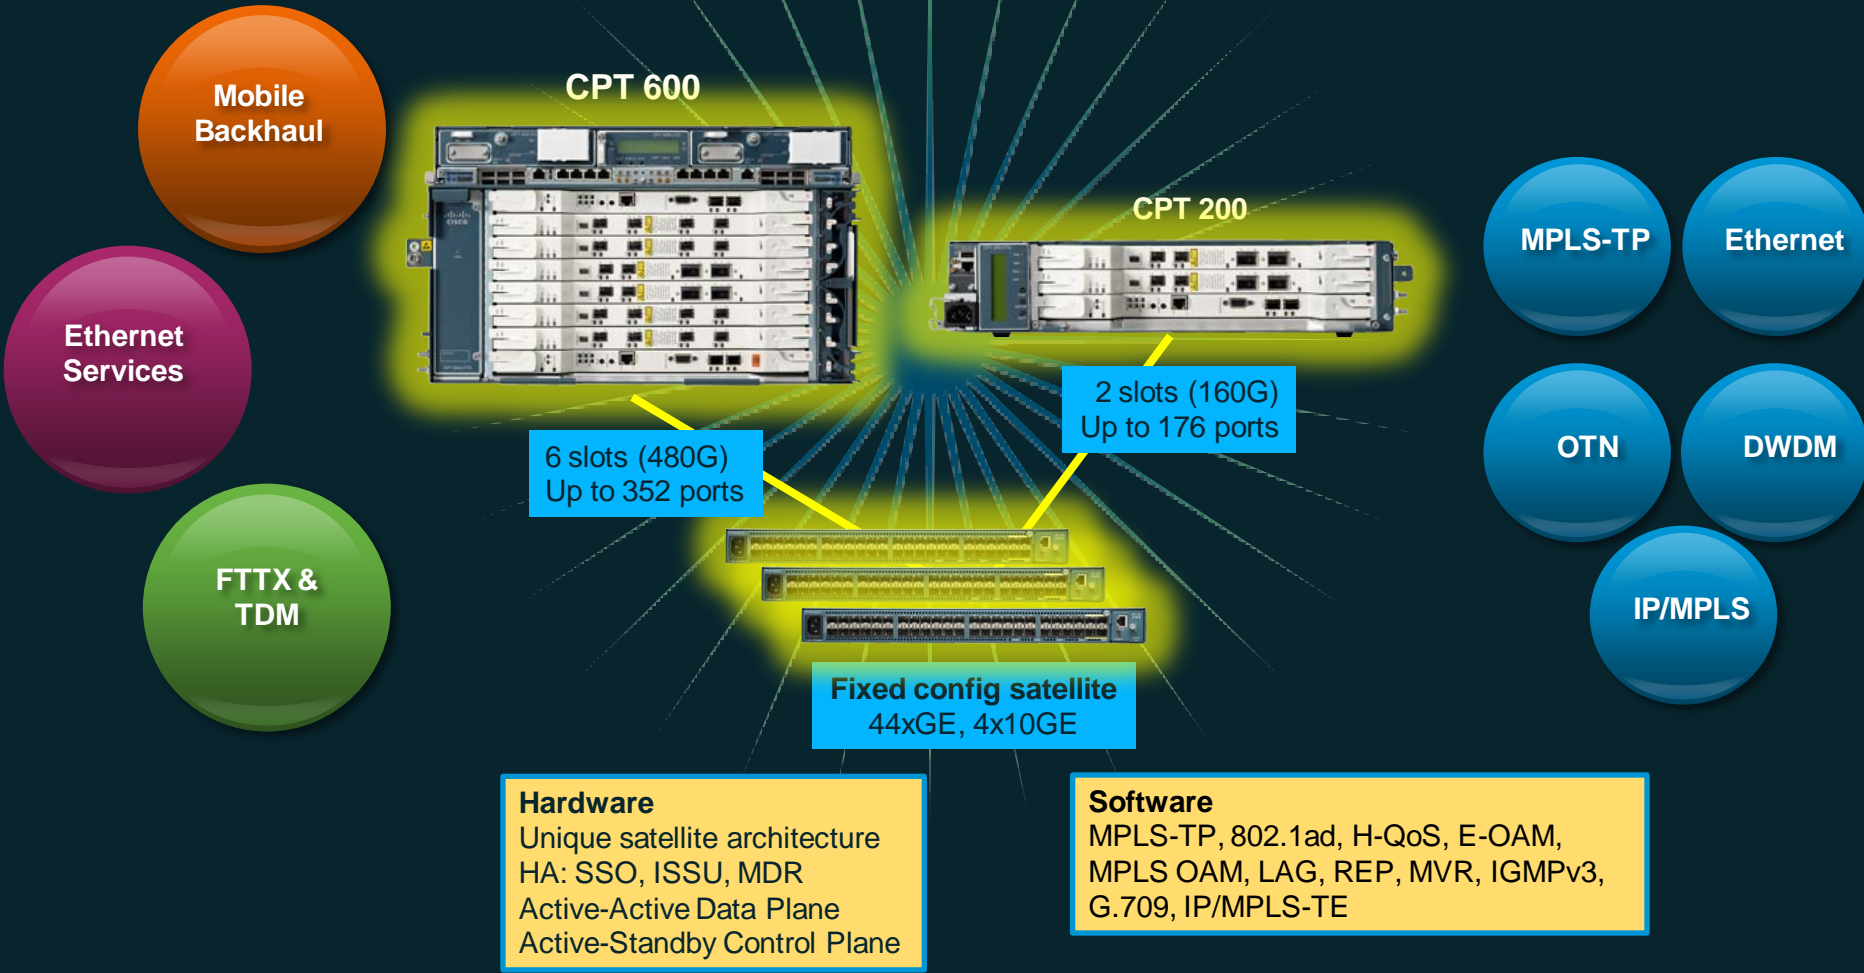 CPT 600
Mobile
Backhaul
CPT 200
MPLS-TP
Ethernet
CISCO
Ethernet
Services
2 slots (160G)
Up to 176 ports
6 slots (480G)
Up to 352 ports
OTN
DWDM
FTTX &
TDM
IP/MPLS
Fixed config satellite
44xGE, 4x10GE
Hardware
Unique satellite architecture
HA: SSO, ISSU, MDR
Active-Active Data Plane
Active-Standby Control Plane
Software
MPLS-TP, 802.1ad, H-QoS, E-OAM,
MPLS OAM, LAG, REP, MVR, IGMPv3,
G.709, IP/MPLS-TE